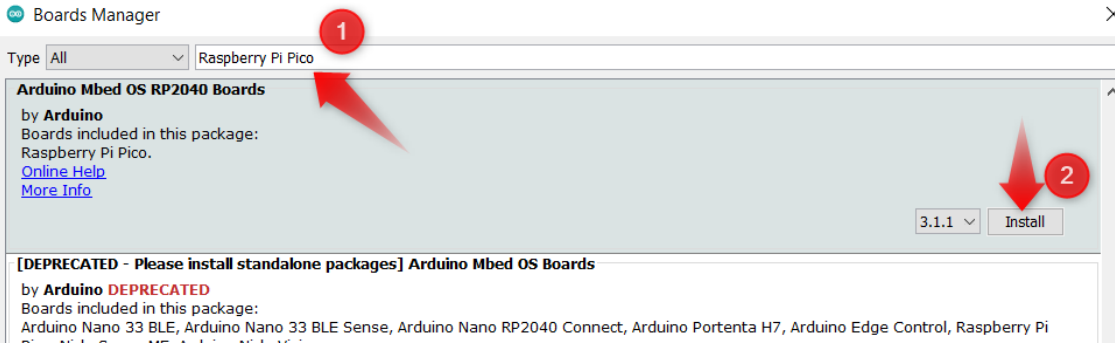 Boards Manager
1
Type All Raspberry Pi Pico
Arduino Mbed OS RP2040 Boards
by Arduino
Boards included in this package:
Raspberry Pi Pico.
Online Help
More Info
2
3.1.1 Install
[DEPRECATED - Please install standalone packages] Arduino Mbed OS Boards
by Arduino DEPRECATED
Boards included in this package:
Arduino Nano 33 BLE, Arduino Nano 33 BLE Sense, Arduino Nano RP2040 Connect, Arduino Portenta H7, Arduino Edge Control, Raspberry Pi